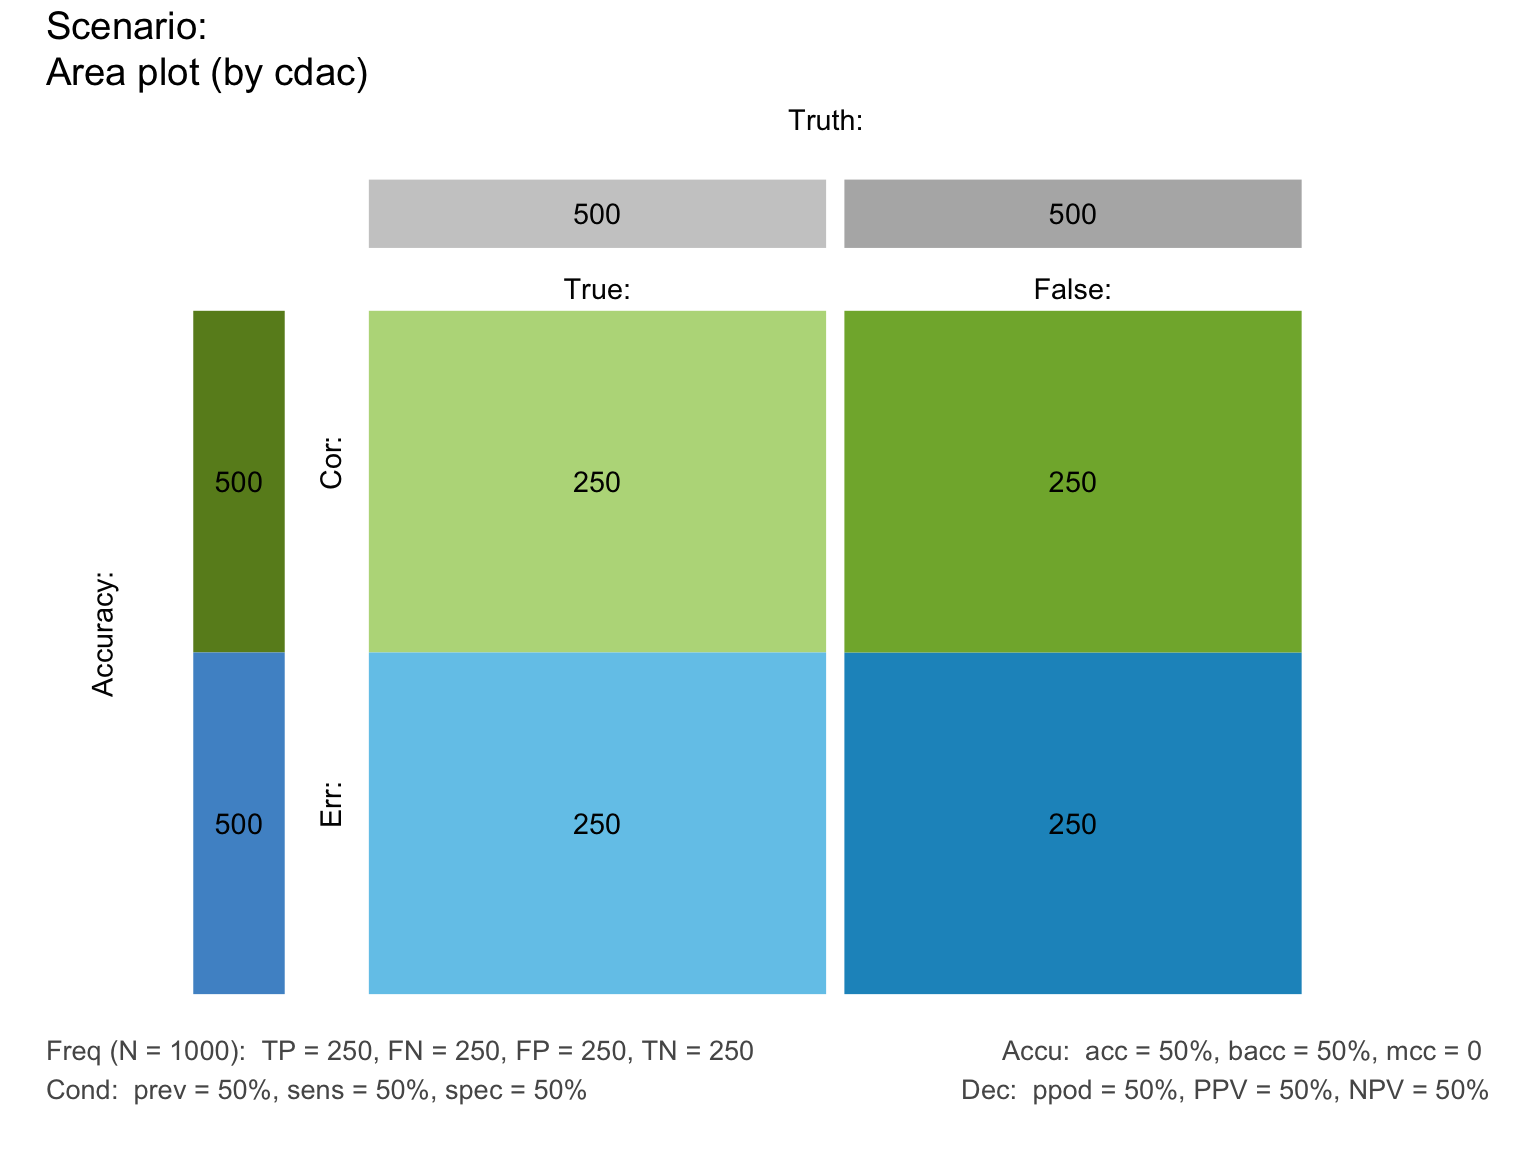 Scenario:
Area plot (by cdac)
Truth:
500 500
True: False:
Accuracy:
500 Cor: 250 250
500 Err: 250 250
Freq (N = 1000):  TP = 250, FN = 250, FP = 250, TN = 250
Accu:  acc = 50%, bacc = 50%, mcc = 0
Cond:  prev = 50%, sens = 50%, spec = 50%
Dec:  ppod = 50%, PPV = 50%, NPV = 50%